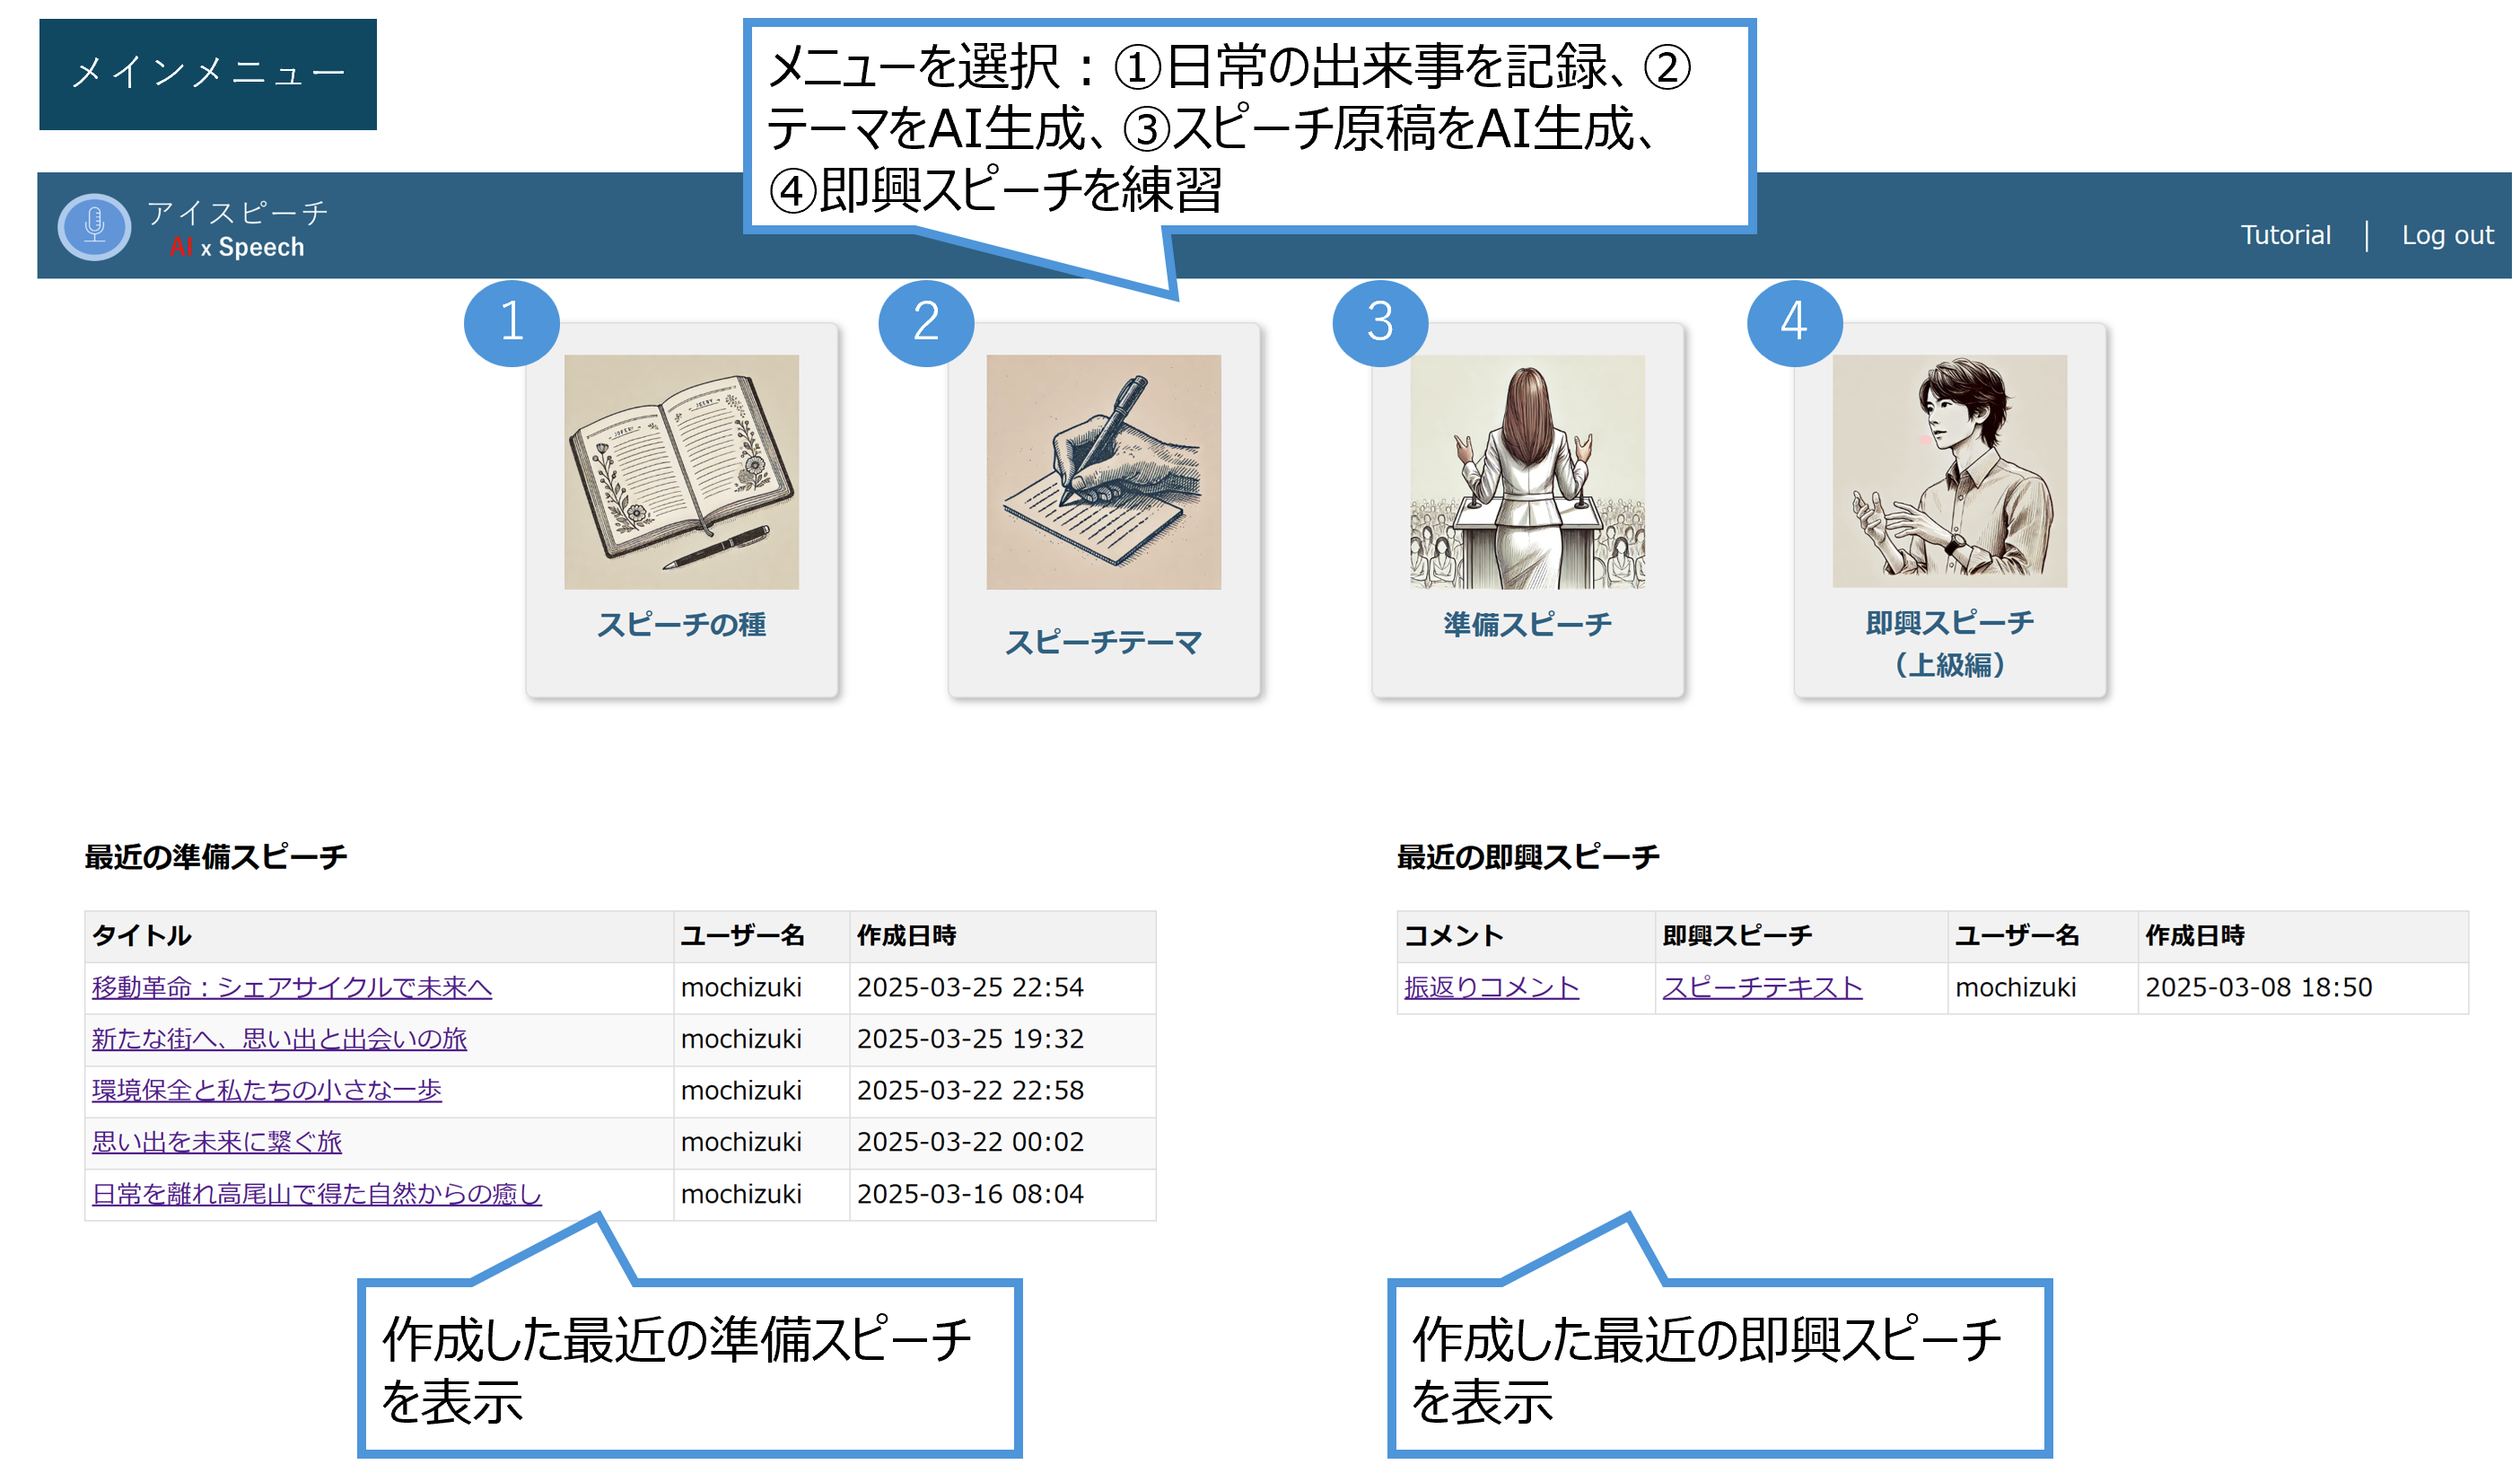 メインメニュー
メニューを選択：①日常の出来事を記録、②
テーマをAI生成、③スピーチ原稿をAI生成、
④即興スピーチを練習
アイスピーチ
AI x Speech
Tutorial | Log out
1
2
3
4
スピーチの種
スピーチテーマ
準備スピーチ
即興スピーチ
（上級編）
最近の準備スピーチ
タイトル ユーザー名 作成日時
移動革命：シェアサイクルで未来へ mochizuki 2025-03-25 22:54
新たな街へ、思い出と出会いの旅 mochizuki 2025-03-25 19:32
環境保全と私たちの小さな一歩 mochizuki 2025-03-22 22:58
思い出を未来に繋ぐ旅 mochizuki 2025-03-22 00:02
日常を離れ高尾山で得た自然からの癒し mochizuki 2025-03-16 08:04
最近の即興スピーチ
コメント 即興スピーチ ユーザー名 作成日時
振返りコメント スピーチテキスト mochizuki 2025-03-08 18:50
作成した最近の準備スピーチ
を表示
作成した最近の即興スピーチ
を表示